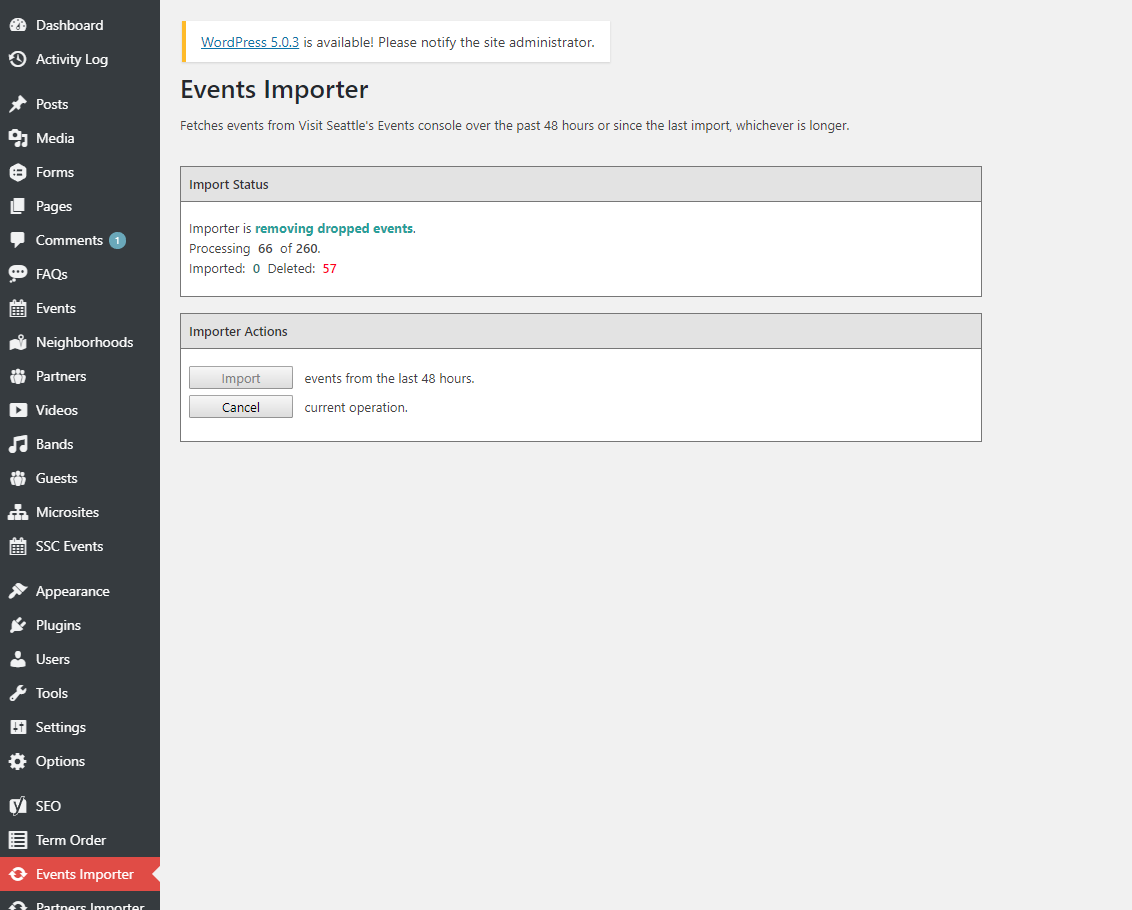 Dashboard
Activity Log
Posts
Media
Forms
Pages
Comments 1
FAQs
Events
Neighborhoods
Partners
Videos
Bands
Guests
Microsites
SSC Events
Appearance
Plugins
Users
Tools
Settings
Options
SEO
Term Order
Events Importer
Partners Importer
WordPress 5.0.3 is available! Please notify the site administrator.
Events Importer
Fetches events from Visit Seattle's Events console over the past 48 hours or since the last import, whichever is longer.
Import Status
Importer is removing dropped events.
Processing 66 of 260.
Imported: 0 Deleted: 57
Importer Actions
Import events from the last 48 hours.
Cancel current operation.